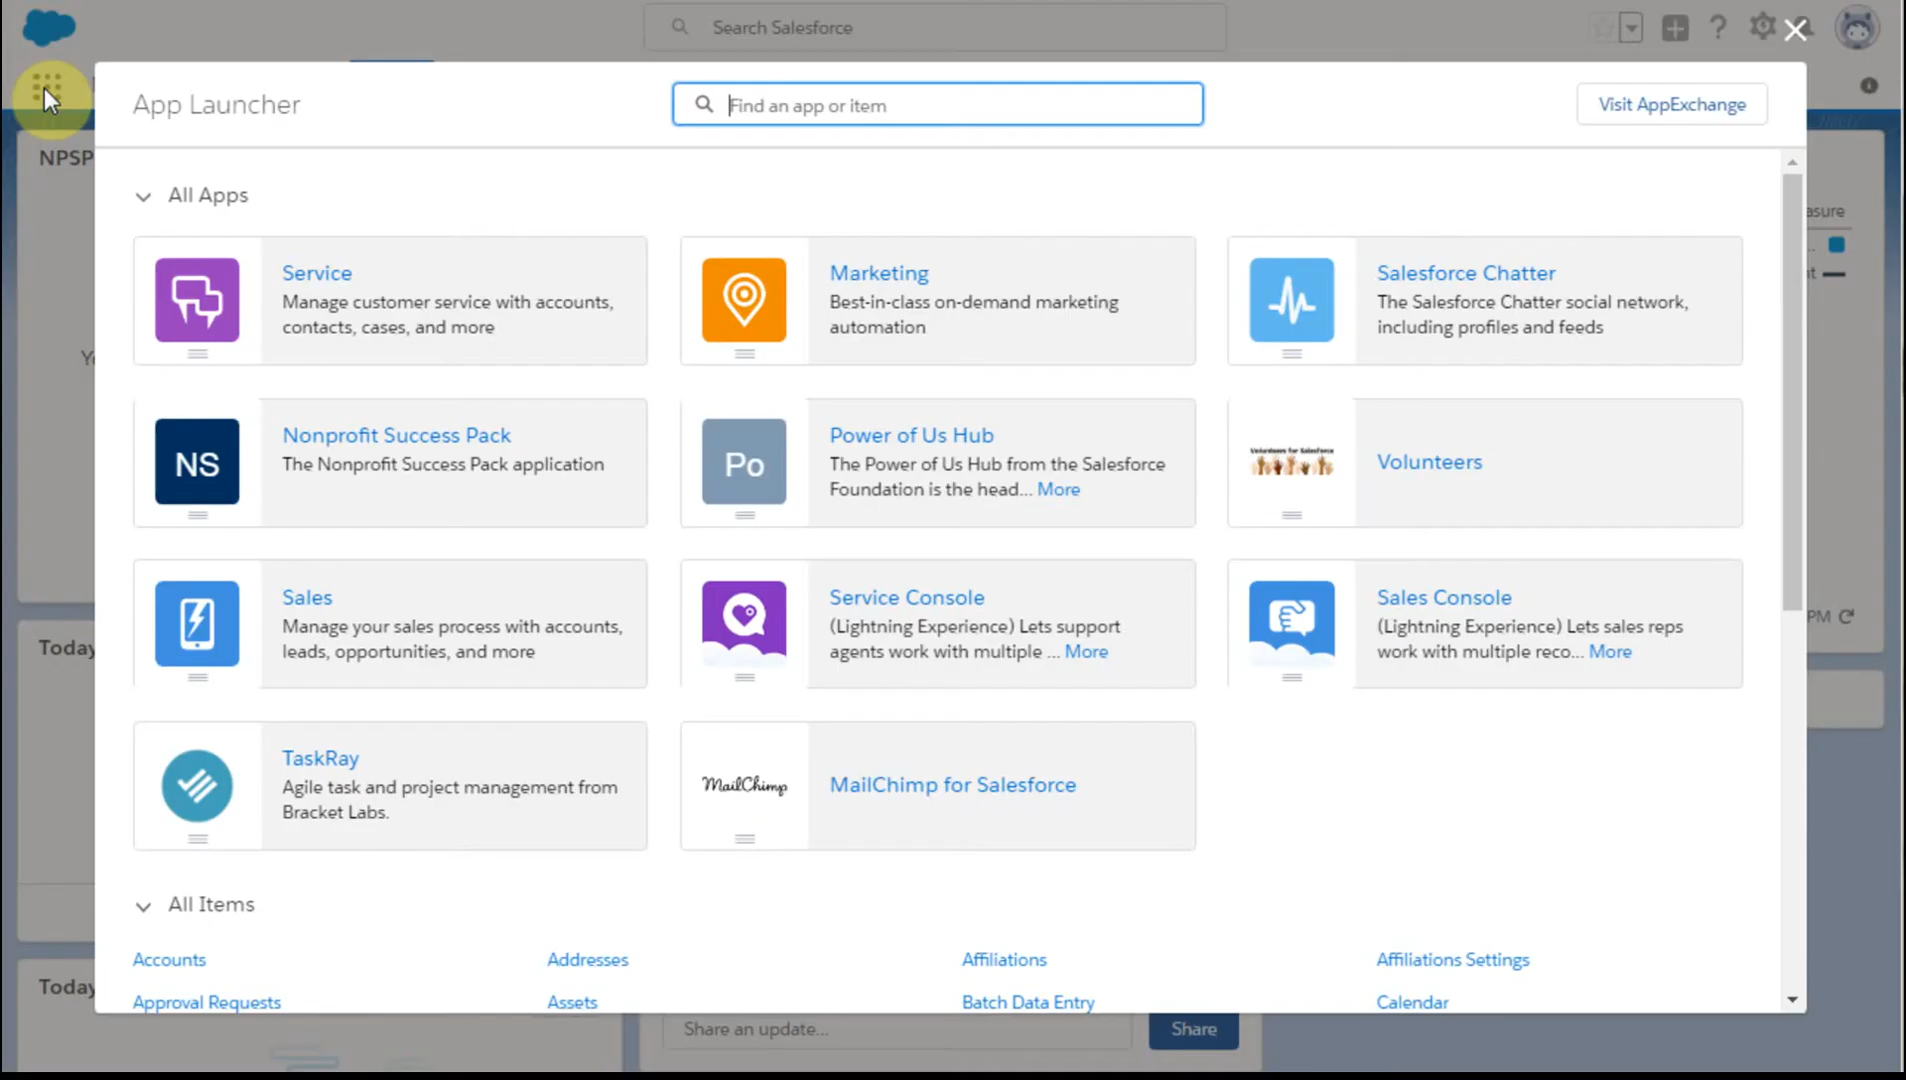 Search Salesforce
App Launcher
Find an app or item
Visit AppExchange
NPSP
All Apps
asure
Service
Manage customer service with accounts,
contacts, cases, and more
Marketing
Best-in-class on-demand marketing
automation
Salesforce Chatter
The Salesforce Chatter social network,
including profiles and feeds
NS
Nonprofit Success Pack
The Nonprofit Success Pack application
Po
Power of Us Hub
The Power of Us Hub from the Salesforce
Foundation is the head... More
Volunteers for Salesforce
Volunteers
Sales
Manage your sales process with accounts,
leads, opportunities, and more
Service Console
(Lightning Experience) Lets support
agents work with multiple ... More
Sales Console
(Lightning Experience) Lets sales reps
work with multiple reco... More
PM
Today
TaskRay
Agile task and project management from
Bracket Labs.
MailChimp
MailChimp for Salesforce
All Items
Accounts
Addresses
Affiliations
Affiliations Settings
Today
Approval Requests
Assets
Batch Data Entry
Calendar
Share an update...
Share